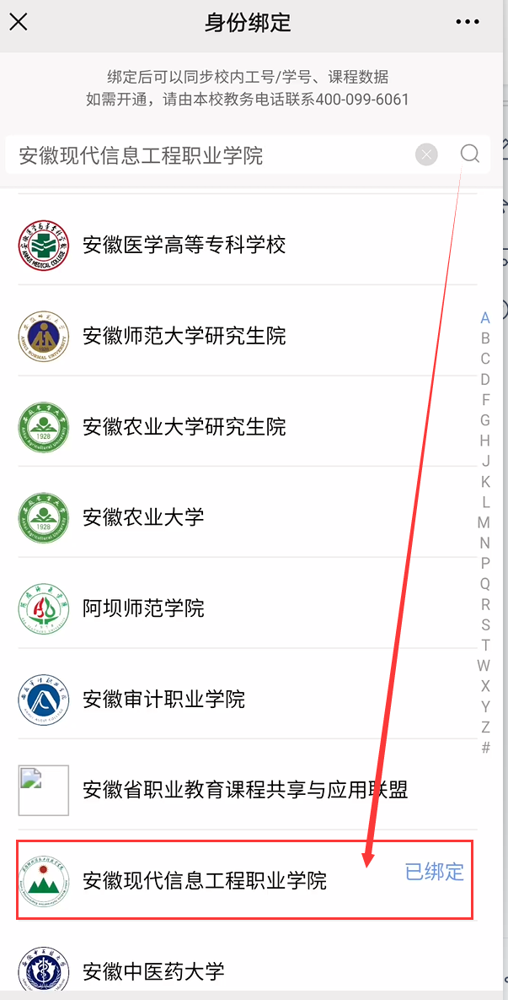 身份绑定
绑定后可以同步校内工号/学号、课程数据
如需开通，请由本校教务电话联系400-099-6061
安徽现代信息工程职业学院
安徽医学高等专科学校
安徽师范大学研究生院
安徽农业大学研究生院
安徽农业大学
阿坝师范学院
安徽审计职业学院
安徽省职业教育课程共享与应用联盟
安徽现代信息工程职业学院
已绑定
安徽中医药大学
A
B
C
D
F
G
H
J
K
L
M
N
P
Q
R
S
T
W
X
Y
Z
#